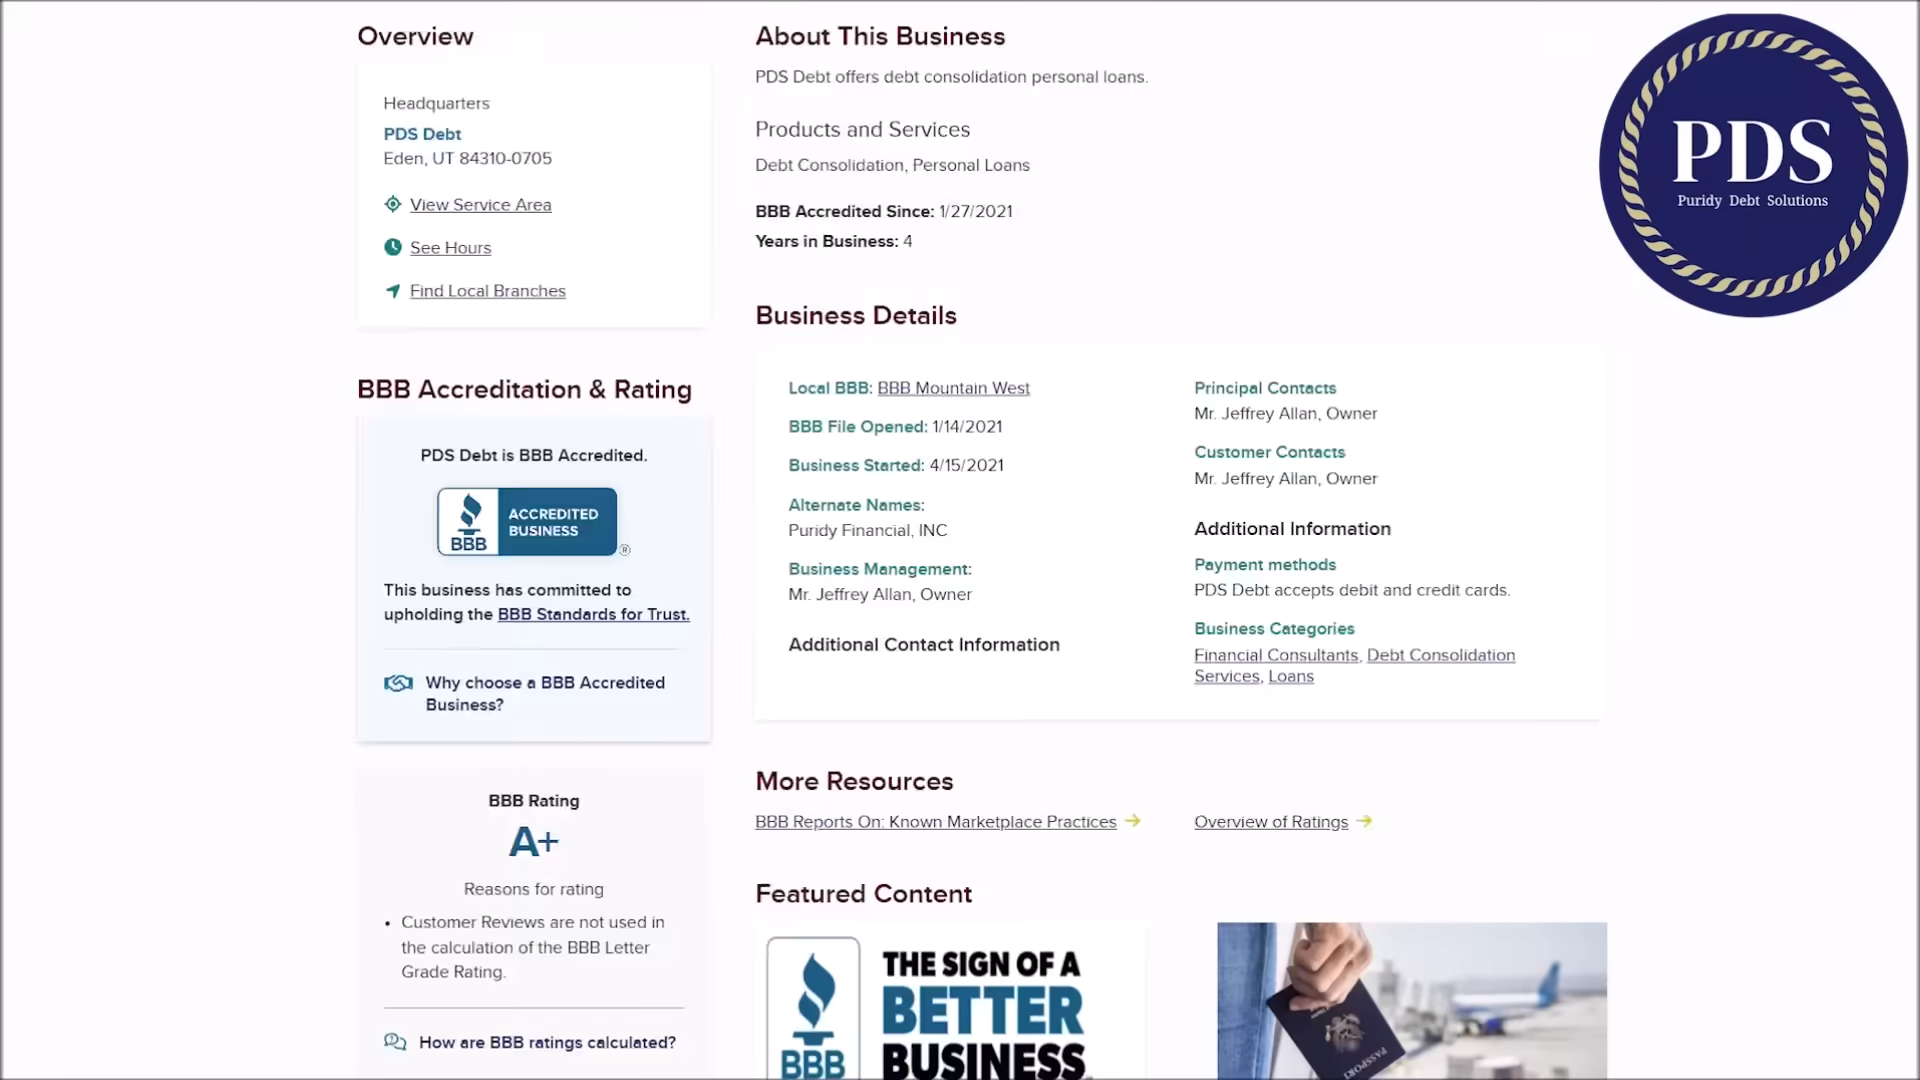 Overview
Headquarters
PDS Debt
Eden, UT 84310-0705
View Service Area
See Hours
Find Local Branches
BBB Accreditation & Rating
PDS Debt is BBB Accredited.
BBB
ACCREDITED
BUSINESS
®
This business has committed to
upholding the BBB Standards for Trust.
Why choose a BBB Accredited
Business?
BBB Rating
A+
Reasons for rating
• Customer Reviews are not used in
the calculation of the BBB Letter
Grade Rating.
How are BBB ratings calculated?
About This Business
PDS Debt offers debt consolidation personal loans.
Products and Services
Debt Consolidation, Personal Loans
BBB Accredited Since: 1/27/2021
Years in Business: 4
Business Details
Local BBB: BBB Mountain West
BBB File Opened: 1/14/2021
Business Started: 4/15/2021
Alternate Names:
Puridy Financial, INC
Business Management:
Mr. Jeffrey Allan, Owner
Additional Contact Information
Principal Contacts
Mr. Jeffrey Allan, Owner
Customer Contacts
Mr. Jeffrey Allan, Owner
Additional Information
Payment methods
PDS Debt accepts debit and credit cards.
Business Categories
Financial Consultants, Debt Consolidation
Services, Loans
More Resources
BBB Reports On: Known Marketplace Practices
Overview of Ratings
Featured Content
BBB
THE SIGN OF A
BETTER
BUSINESS.
PASSPORT
PDS
Puridy Debt Solutions